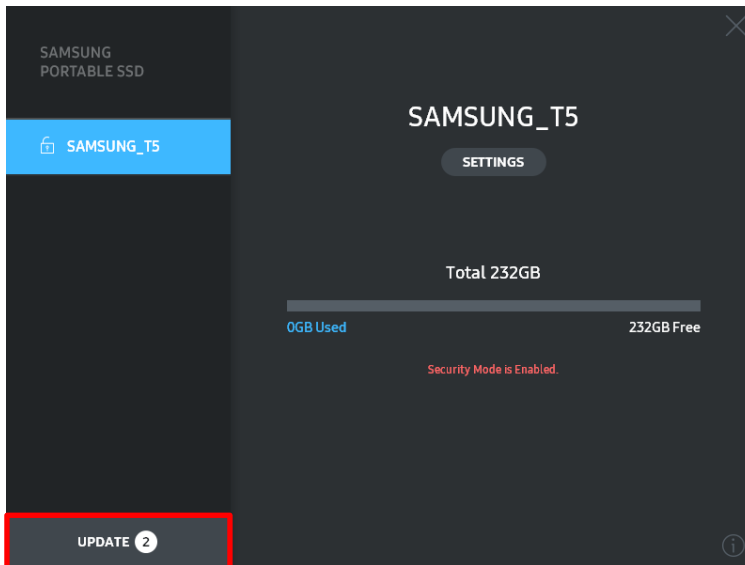 SAMSUNG
PORTABLE SSD
SAMSUNG_T5
SAMSUNG_T5
SETTINGS
Total 232GB
0GB Used
232GB Free
Security Mode is Enabled.
UPDATE 2